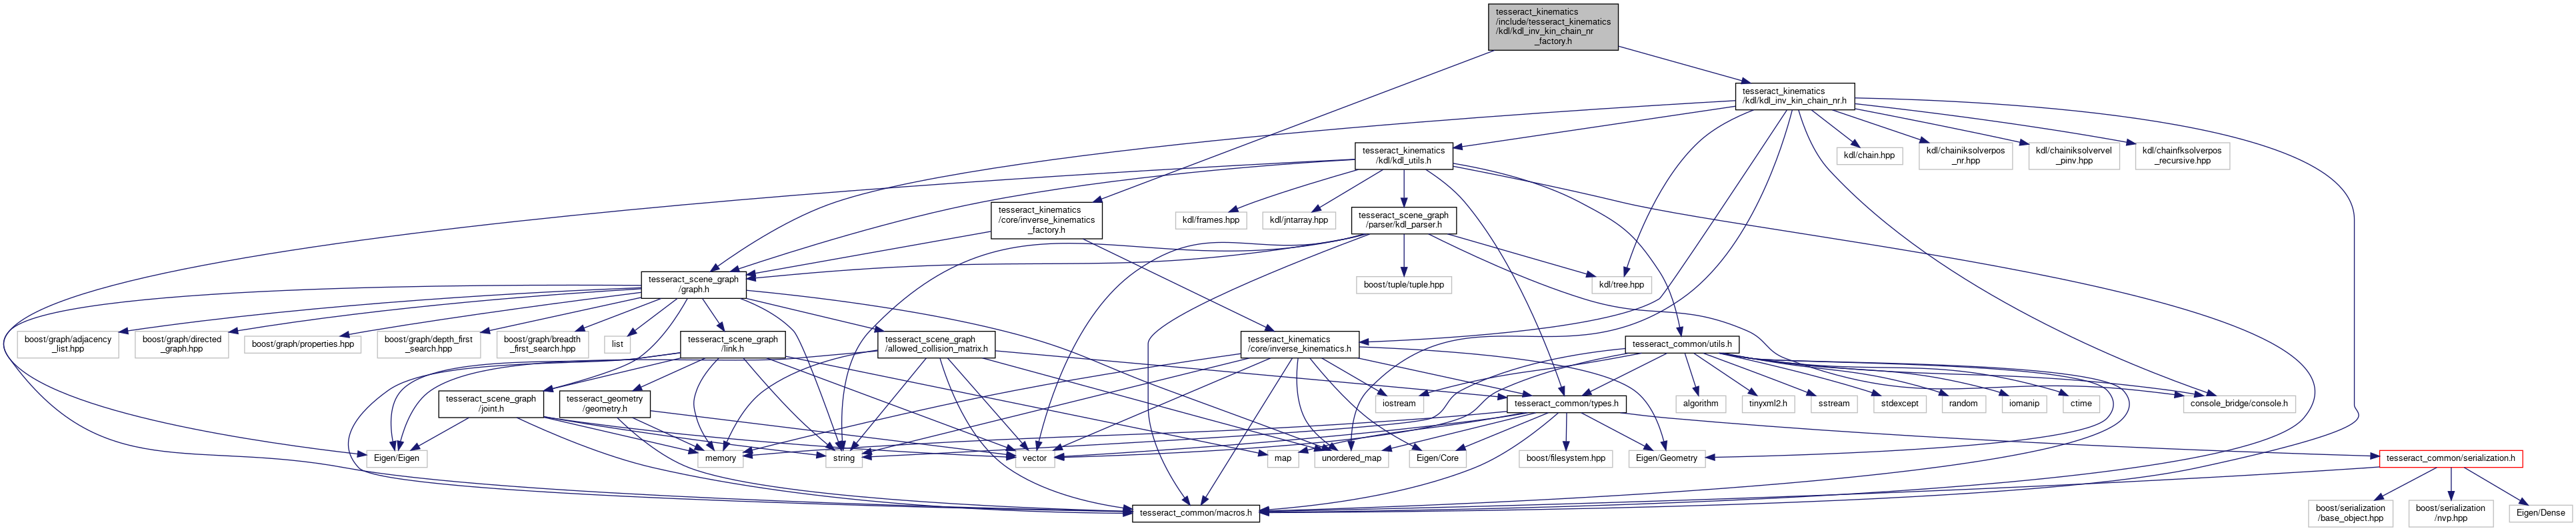 tesseract_kinematics
/include/tesseract_kinematics
/kdl/kdl_inv_kin_chain_nr
_factory.h
tesseract_kinematics
/kdl/kdl_inv_kin_chain_nr.h
tesseract_kinematics
/kdl/kdl_utils.h
kdl/chain.hpp
kdl/chainiksolverpos
_nr.hpp
kdl/chainiksolvervel
_pinv.hpp
kdl/chainfksolverpos
_recursive.hpp
tesseract_kinematics
/core/inverse_kinematics
_factory.h
kdl/frames.hpp
kdl/jntarray.hpp
tesseract_scene_graph
/parser/kdl_parser.h
tesseract_scene_graph
/graph.h
boost/tuple/tuple.hpp
kdl/tree.hpp
boost/graph/adjacency
_list.hpp
boost/graph/directed
_graph.hpp
boost/graph/properties.hpp
boost/graph/depth_first
_search.hpp
boost/graph/breadth
_first_search.hpp
list
tesseract_scene_graph
/link.h
tesseract_scene_graph
/allowed_collision_matrix.h
tesseract_kinematics
/core/inverse_kinematics.h
tesseract_common/utils.h
tesseract_scene_graph
/joint.h
tesseract_geometry
/geometry.h
iostream
tesseract_common/types.h
algorithm
tinyxml2.h
sstream
stdexcept
random
iomanip
ctime
console_bridge/console.h
Eigen/Eigen
memory
string
vector
map
unordered_map
Eigen/Core
boost/filesystem.hpp
Eigen/Geometry
tesseract_common/serialization.h
tesseract_common/macros.h
boost/serialization
/base_object.hpp
boost/serialization
/nvp.hpp
Eigen/Dense